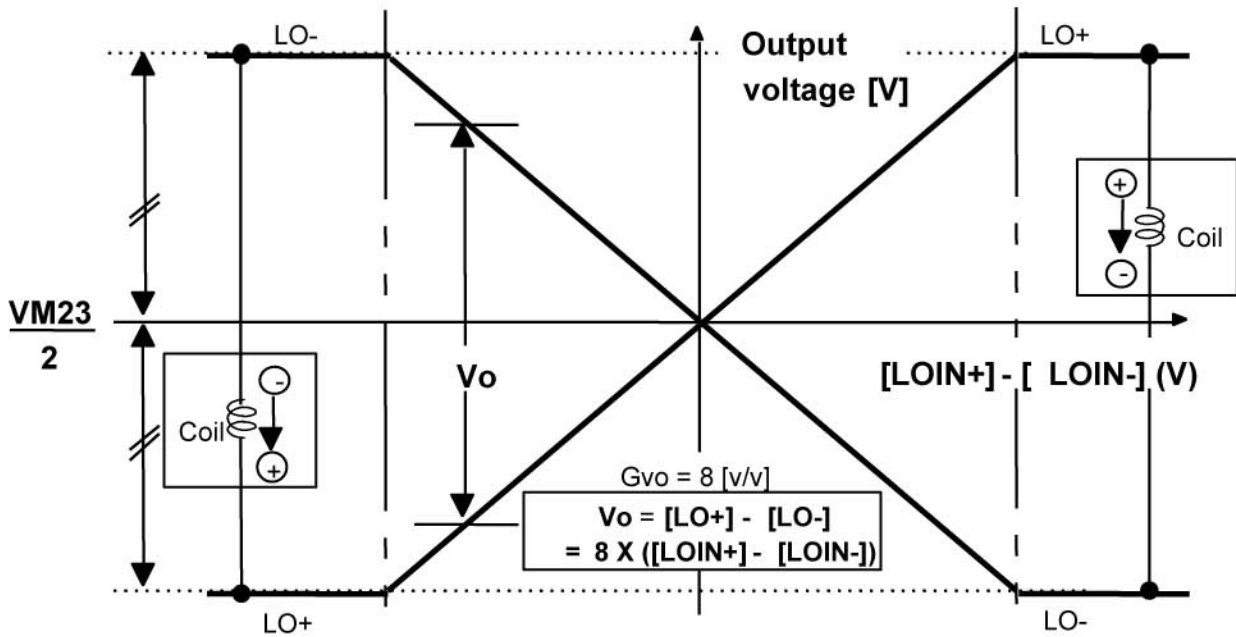 LO-
Output
voltage [V]
LO+
+
Coil
-
VM23
2
[LOIN+] - [ LOIN-] (V)
Vo
-
Coil
+
Gvo = 8 [v/v]
Vo = [LO+] - [LO-]
= 8 X ([LOIN+] - [LOIN-])
LO+
LO-